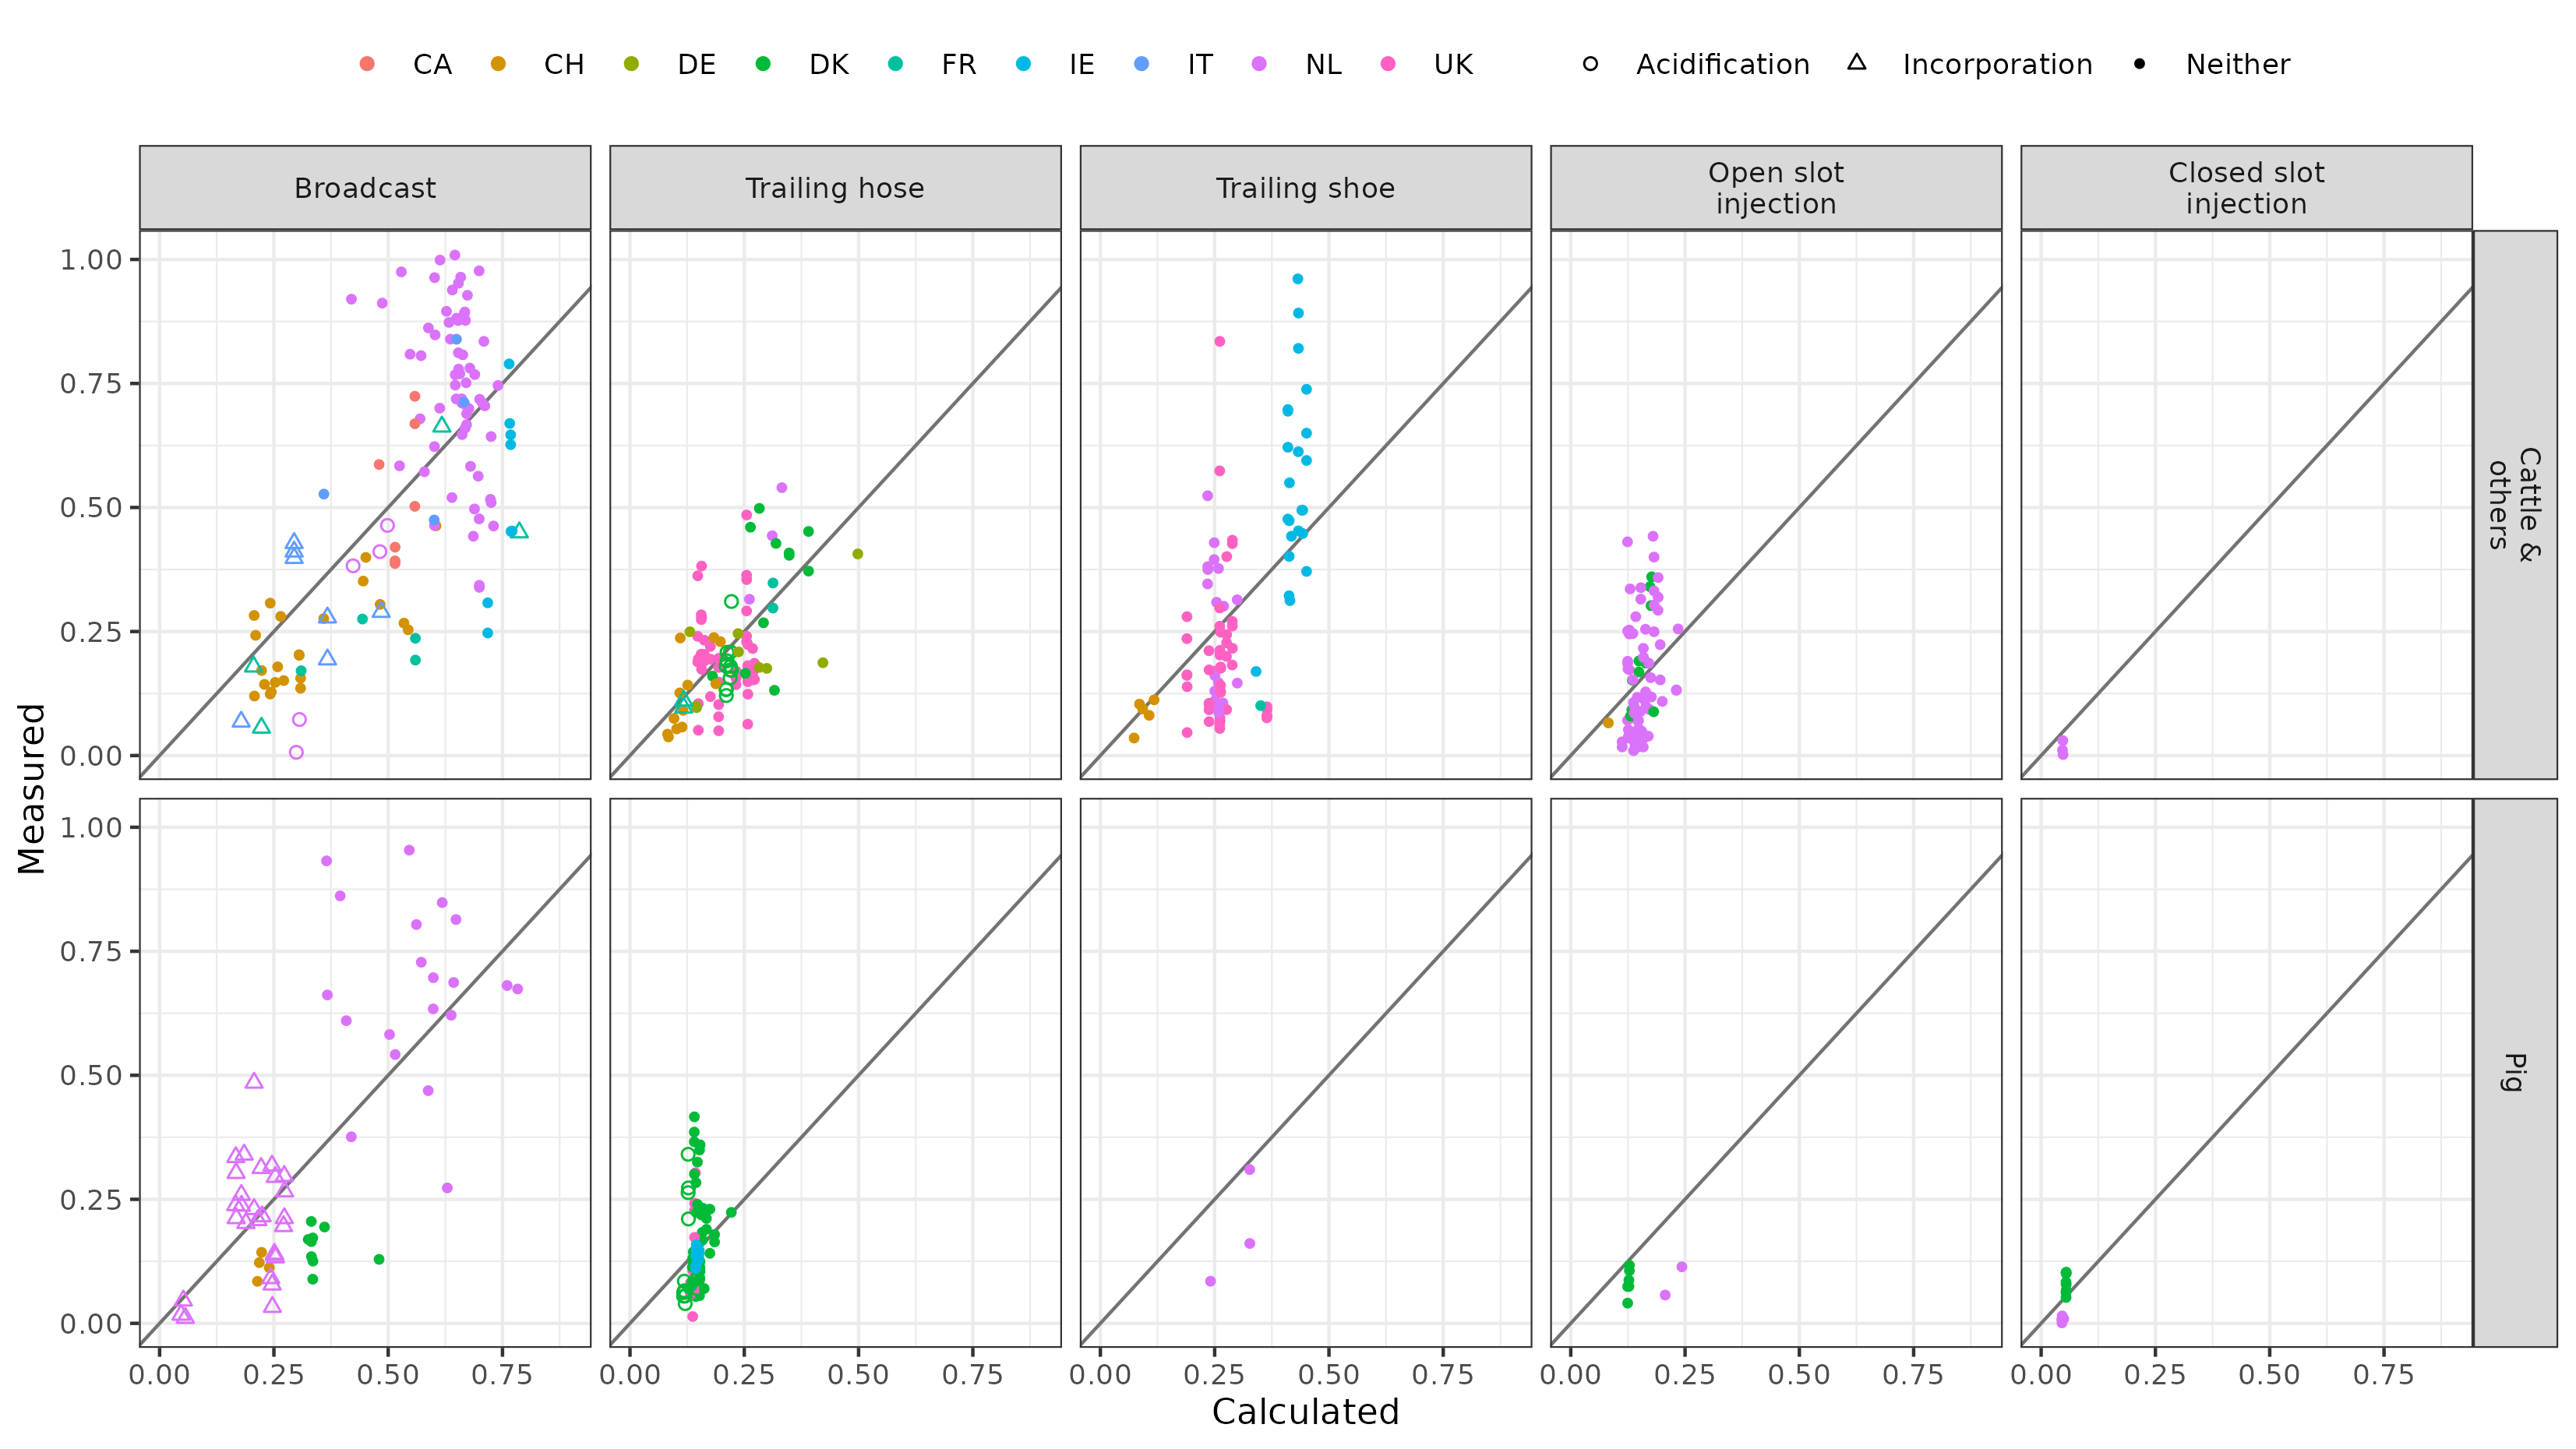 CA CH DE DK FR IE IT NL UK Acidification Incorporation Neither
Broadcast
Trailing hose
Trailing shoe
Open slot
injection
Closed slot
injection
Measured
1.00
0.75
0.50
0.25
0.00
Cattle &
others
1.00
0.75
0.50
0.25
0.00
Pig
0.00 0.25 0.50 0.75
0.00 0.25 0.50 0.75
0.00 0.25 0.50 0.75
0.00 0.25 0.50 0.75
0.00 0.25 0.50 0.75
Calculated